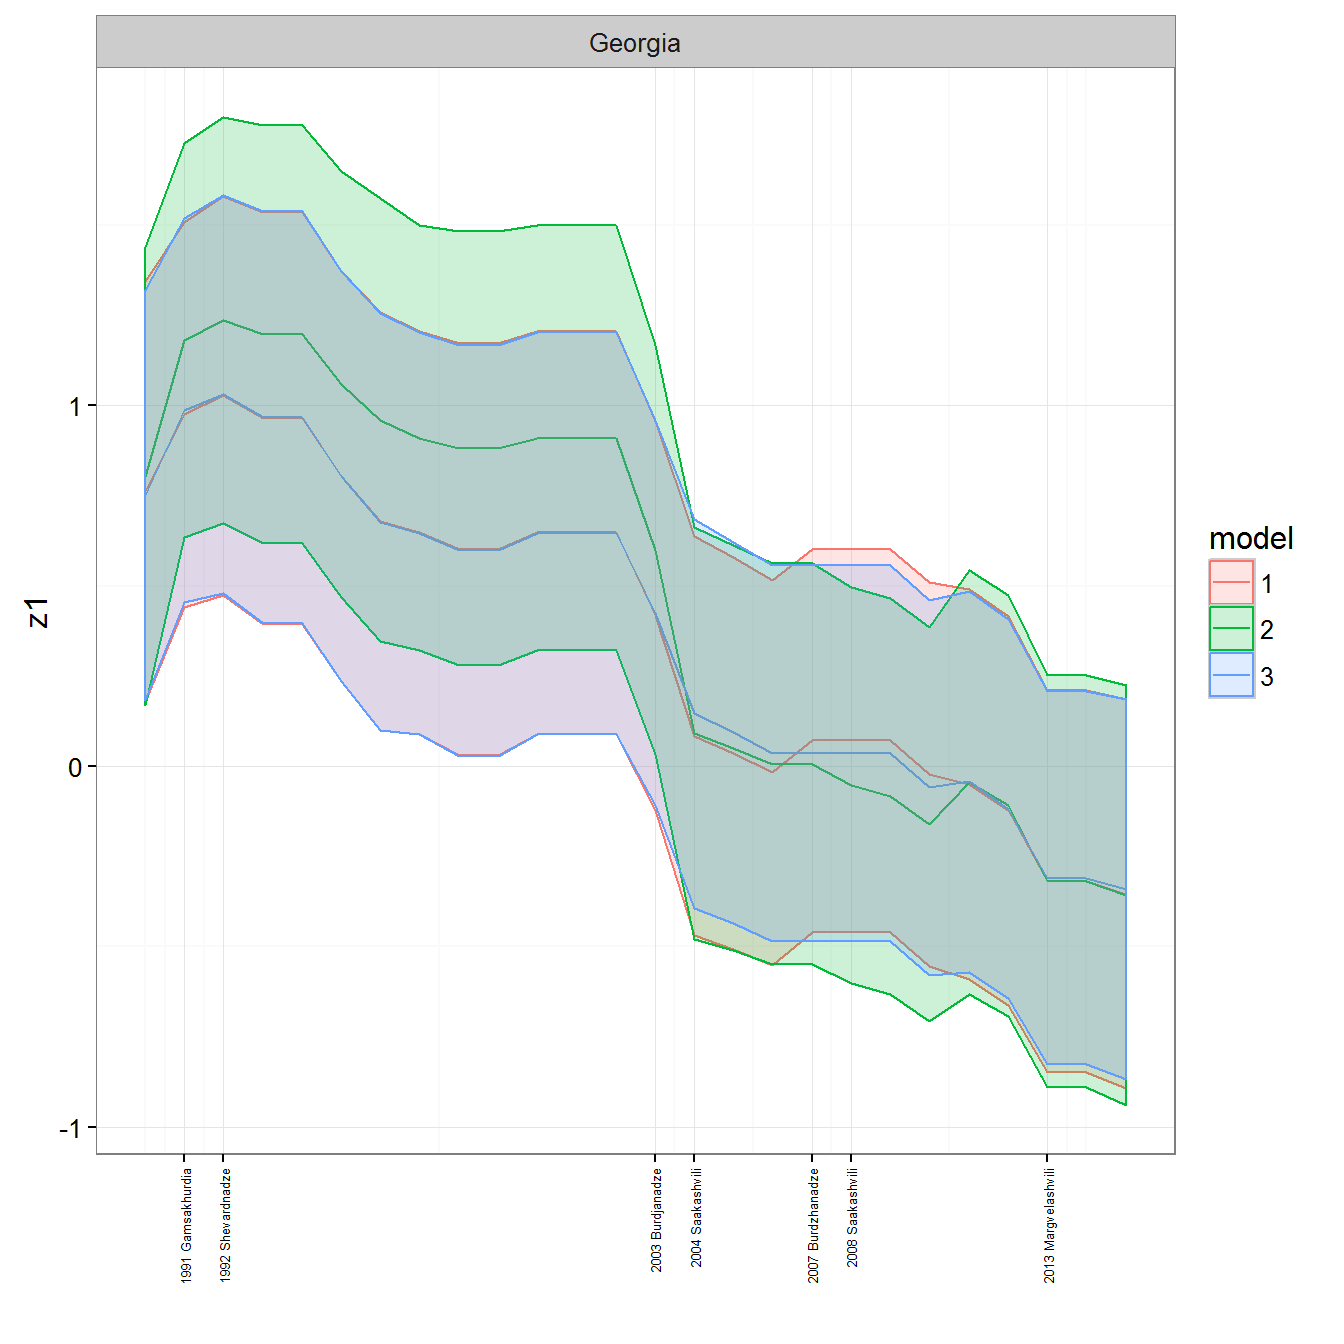 Georgia
z1
1
0
-1
1991 Gamsakhurdia
1992 Shevardnadze
2003 Burdjanadze
2004 Saakashvili
2007 Burdzhanadze
2008 Saakashvili
2013 Margvelashvili
model
1
2
3